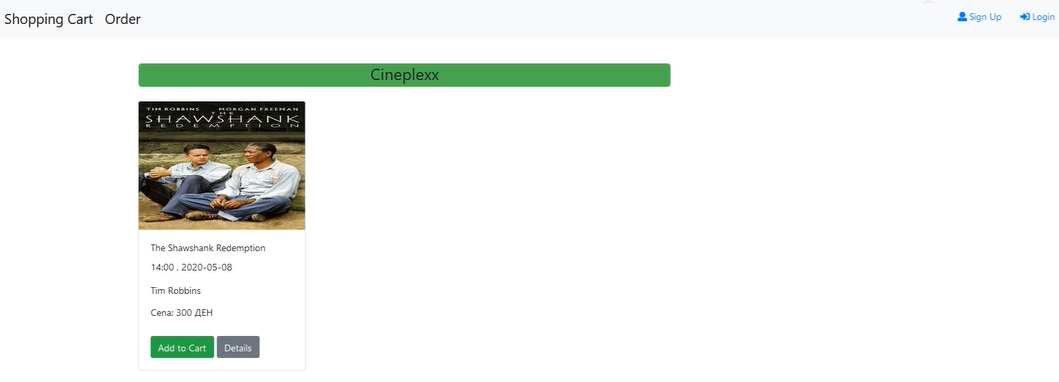 Shopping Cart Order
Sign Up Login
Cineplexx
TIM ROBBINS MORGAN FREEMAN
THE
SHAWSHANK
REDEMPTION
The Shawshank Redemption
14:00 , 2020-05-08
Tim Robbins
Cena: 300 ДЕН
Add to Cart Details